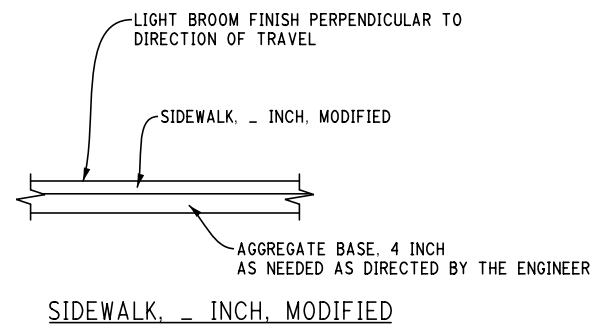 LIGHT BROOM FINISH PERPENDICULAR TO
DIRECTION OF TRAVEL
SIDEWALK, _ INCH, MODIFIED
AGGREGATE BASE, 4 INCH
AS NEEDED AS DIRECTED BY THE ENGINEER
SIDEWALK, _ INCH, MODIFIED